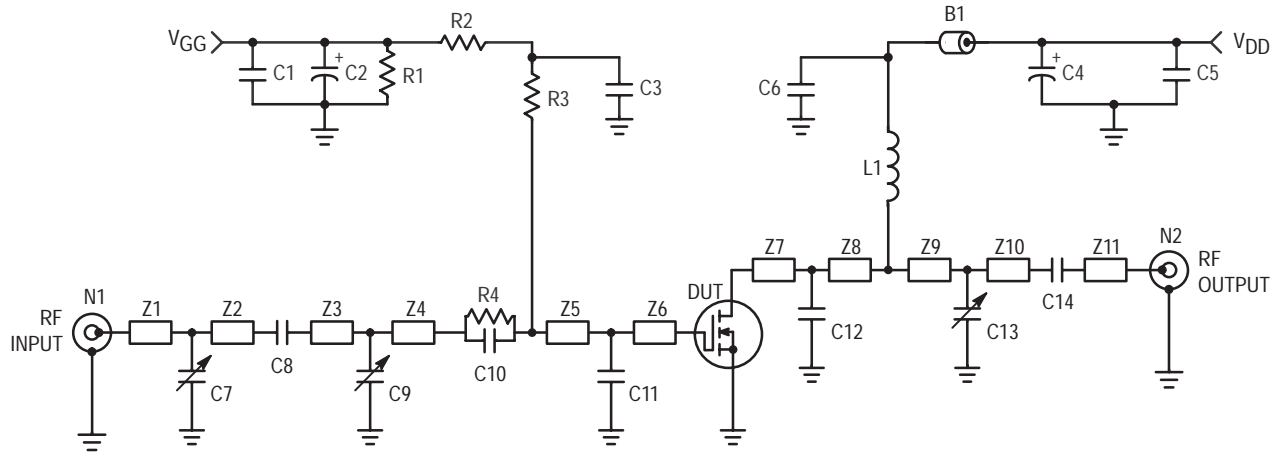 B1
R2
V_GG
V_DD
+
+
C1
C2
R1
R3
C3
C6
C4
C5
L1
Z7
Z8
Z9
Z10
Z11
N2
RF
OUTPUT
DUT
C14
C12
C13
N1
RF
INPUT
Z1
Z2
Z3
Z4
R4
Z5
Z6
C8
C10
C7
C9
C11